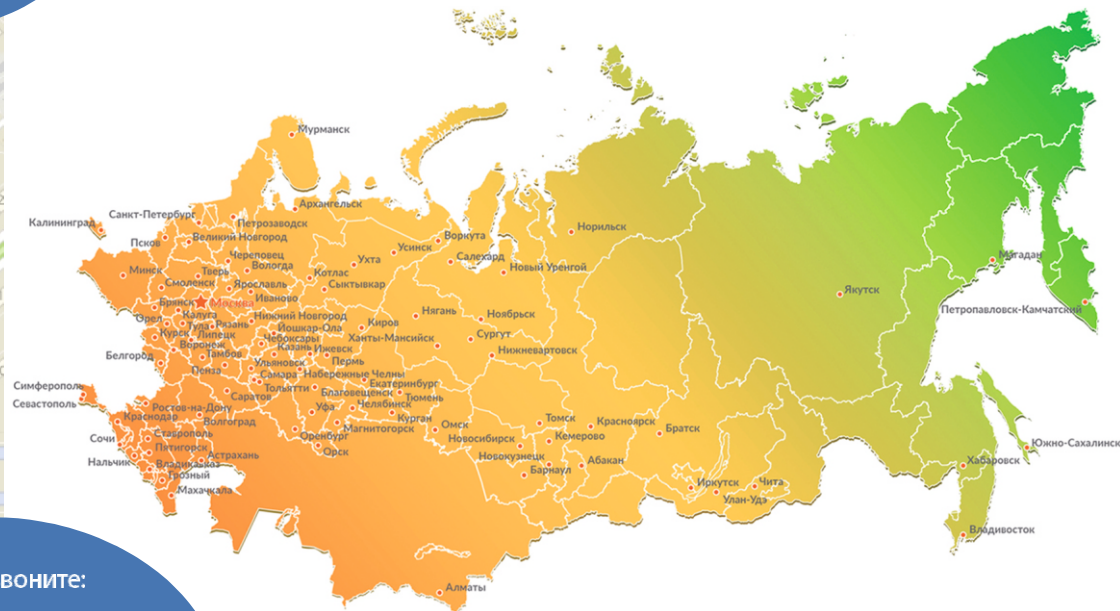 Мурманск
Архангельск
Санкт-Петербург
Калининград
Петрозаводск
Норильск
Псков
Великий Новгород
Воркута
Усинск
Череповец
Салехард
Ухта
Вологда
Новый Уренгой
Магадан
Минск
Тверь
Котлас
Смоленск
Ярославль
Сыктывкар
Якутск
Иваново
Брянск
Москва
Петропавловск-Камчатский
Нягань
Ноябрьск
Калуга
Нижний Новгород
Орел
Тула
Рязань
Киров
Йошкар-Ола
Курск
Липецк
Сургут
Чебоксары
Ханты-Мансийск
Воронеж
Казань
Ижевск
Нижневартовск
Белгород
Тамбов
Пермь
Ульяновск
Пенза
Самара
Набережные Челны
Екатеринбург
Симферополь
Тольятти
Благовещенск
Саратов
Тюмень
Севастополь
Челябинск
Ростов-на-Дону
Уфа
Краснодар
Курган
Томск
Красноярск
Волгоград
Омск
Магнитогорск
Братск
Ставрополь
Оренбург
Кемерово
Сочи
Новосибирск
Южно-Сахалинск
Пятигорск
Орск
Астрахань
Новокузнецк
Абакан
Хабаровск
Нальчик
Владикавказ
Барнаул
Грозный
Иркутск
Чита
Махачкала
Улан-Удэ
Владивосток
воните:
Алматы